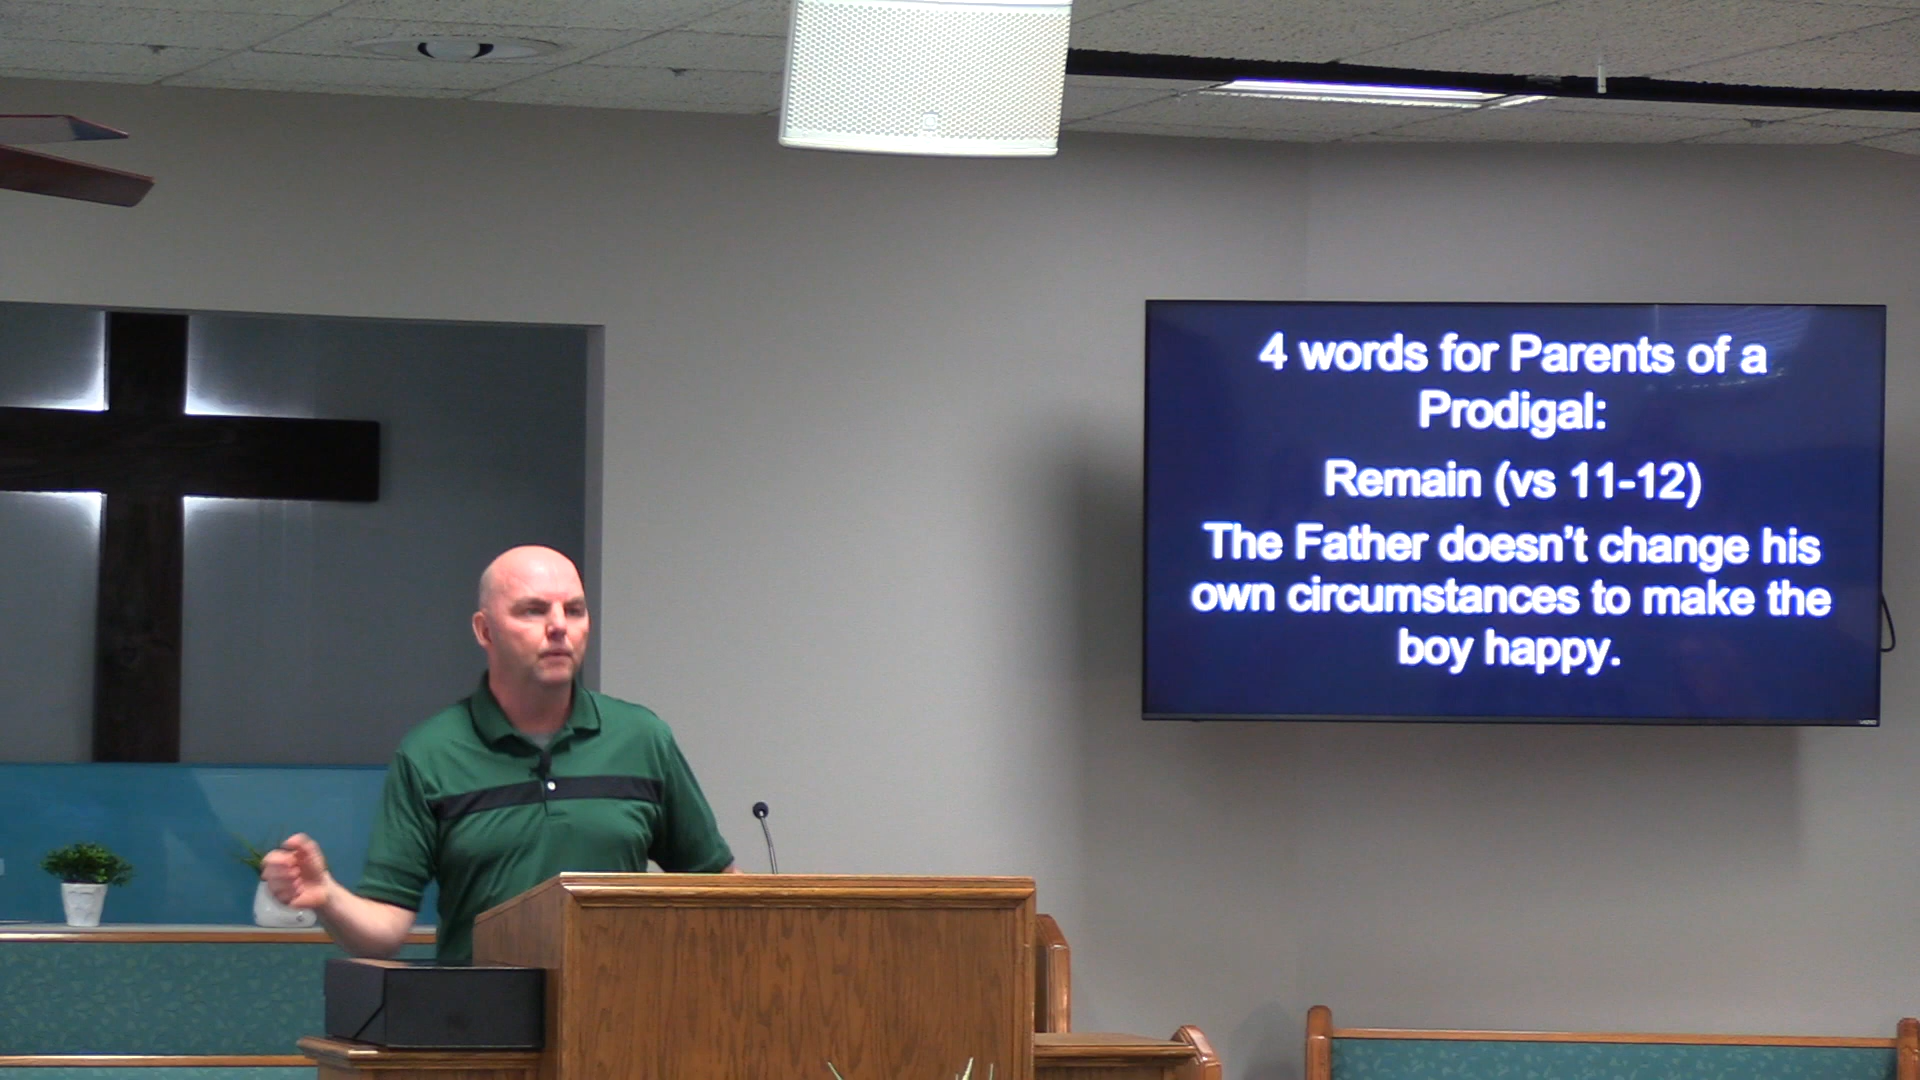 4 words for Parents of a
Prodigal:
Remain (vs 11-12)
The Father doesn't change his
own circumstances to make the
boy happy.
VIZIO